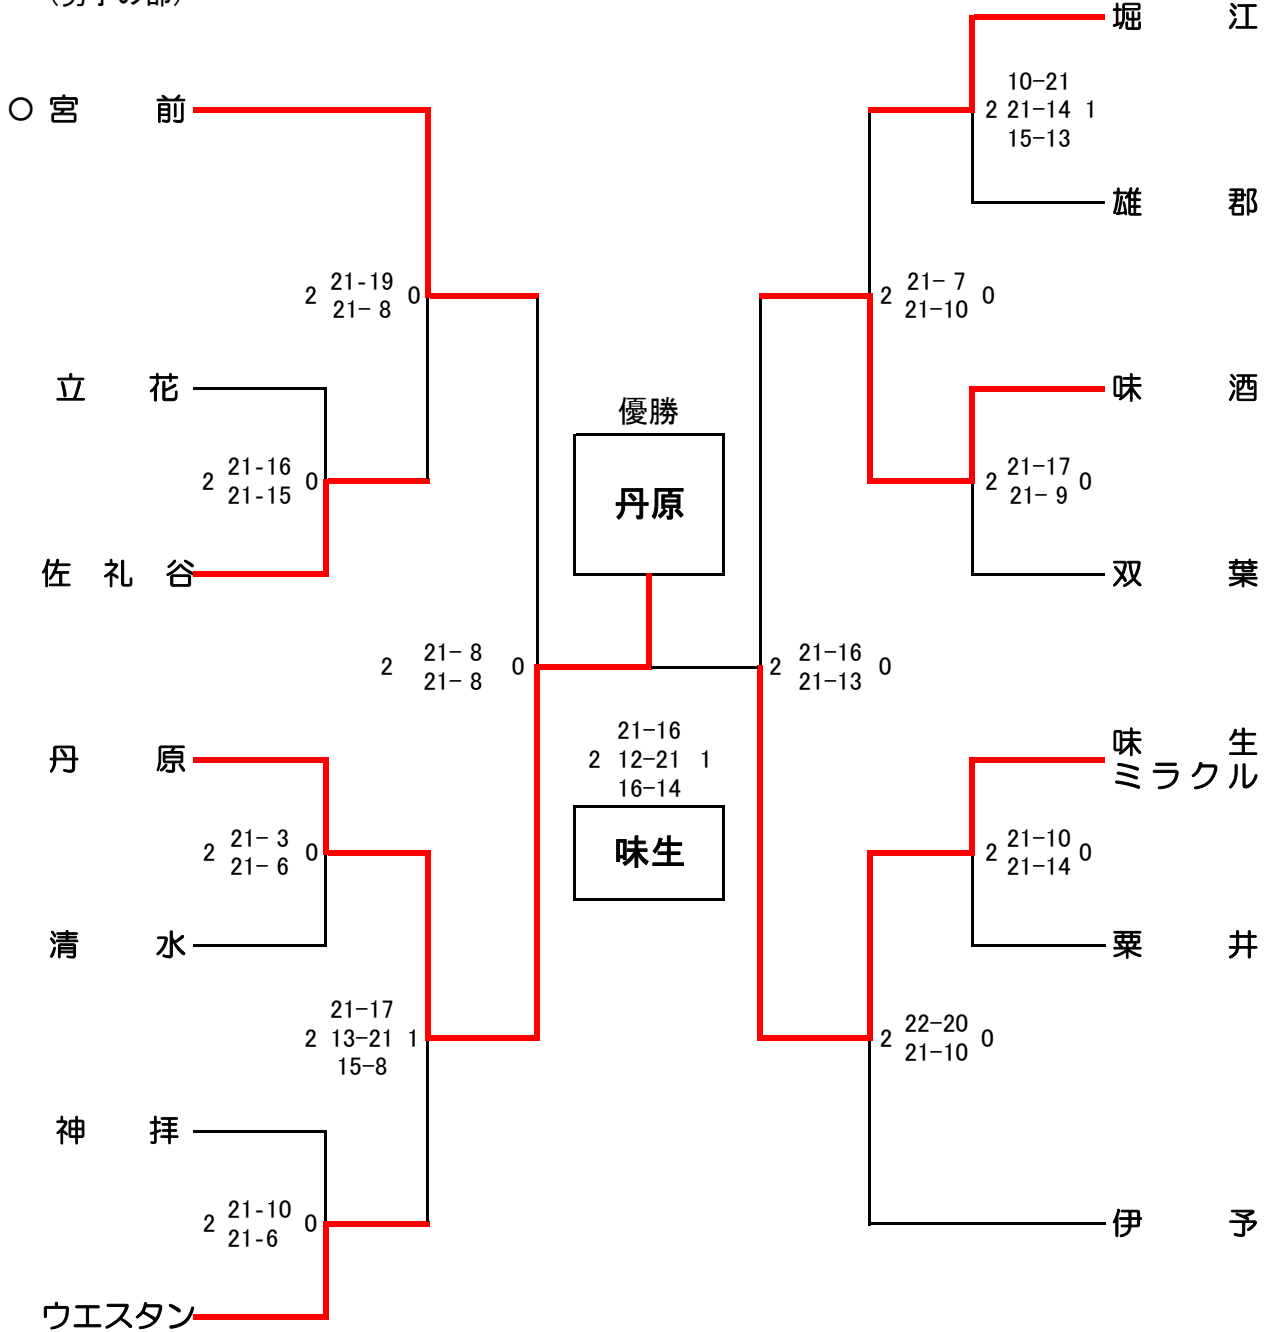 (男子の部)
○ 宮 前
21-19
2 0
21- 8
立 花
21-16
2 0
21-15
佐 礼 谷
21- 8
2 0
21- 8
丹 原
21- 3
2 0
21- 6
清 水
21-17
2 13-21 1
15-8
神 拝
21-10
2 0
21-6
ウエスタン
優勝
丹原
21-16
2 12-21 1
16-14
味生
堀 江
10-21
2 21-14 1
15-13
雄 郡
21- 7
2 0
21-10
味 酒
21-17
2 0
21- 9
双 葉
21-16
2 0
21-13
味 生
ミラクル
21-10
2 0
21-14
粟 井
22-20
2 0
21-10
伊 予